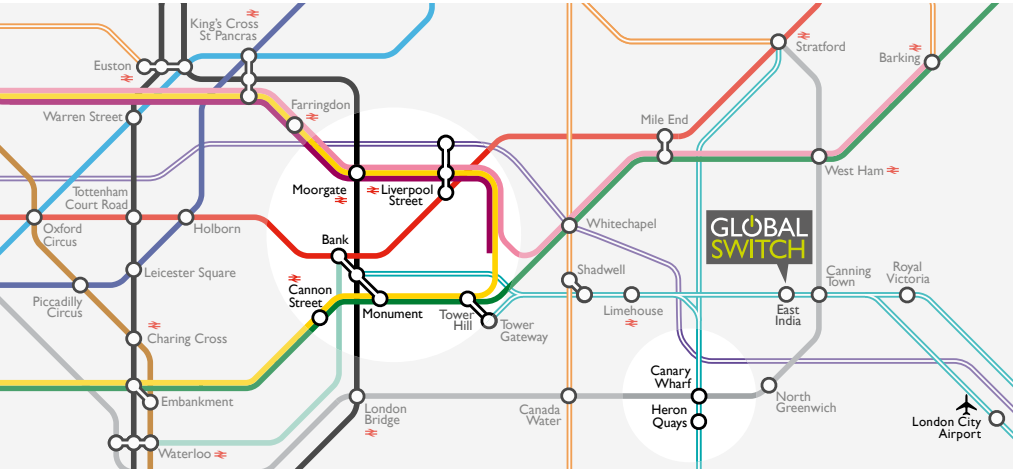 King's Cross
St Pancras
Euston
Stratford
Barking
Farringdon
Warren Street
Mile End
West Ham
Moorgate
Liverpool
Street
Tottenham
Court Road
Oxford
Circus
Holborn
Whitechapel
GLOBAL
SWITCH
Bank
Leicester Square
Shadwell
Canning
Town
Royal
Victoria
Cannon
Street
Piccadilly
Circus
Monument
Tower
Hill
Tower
Gateway
Limehouse
East
India
Charing Cross
Canary
Wharf
Embankment
London
Bridge
Canada
Water
Heron
Quays
North
Greenwich
London City
Airport
Waterloo